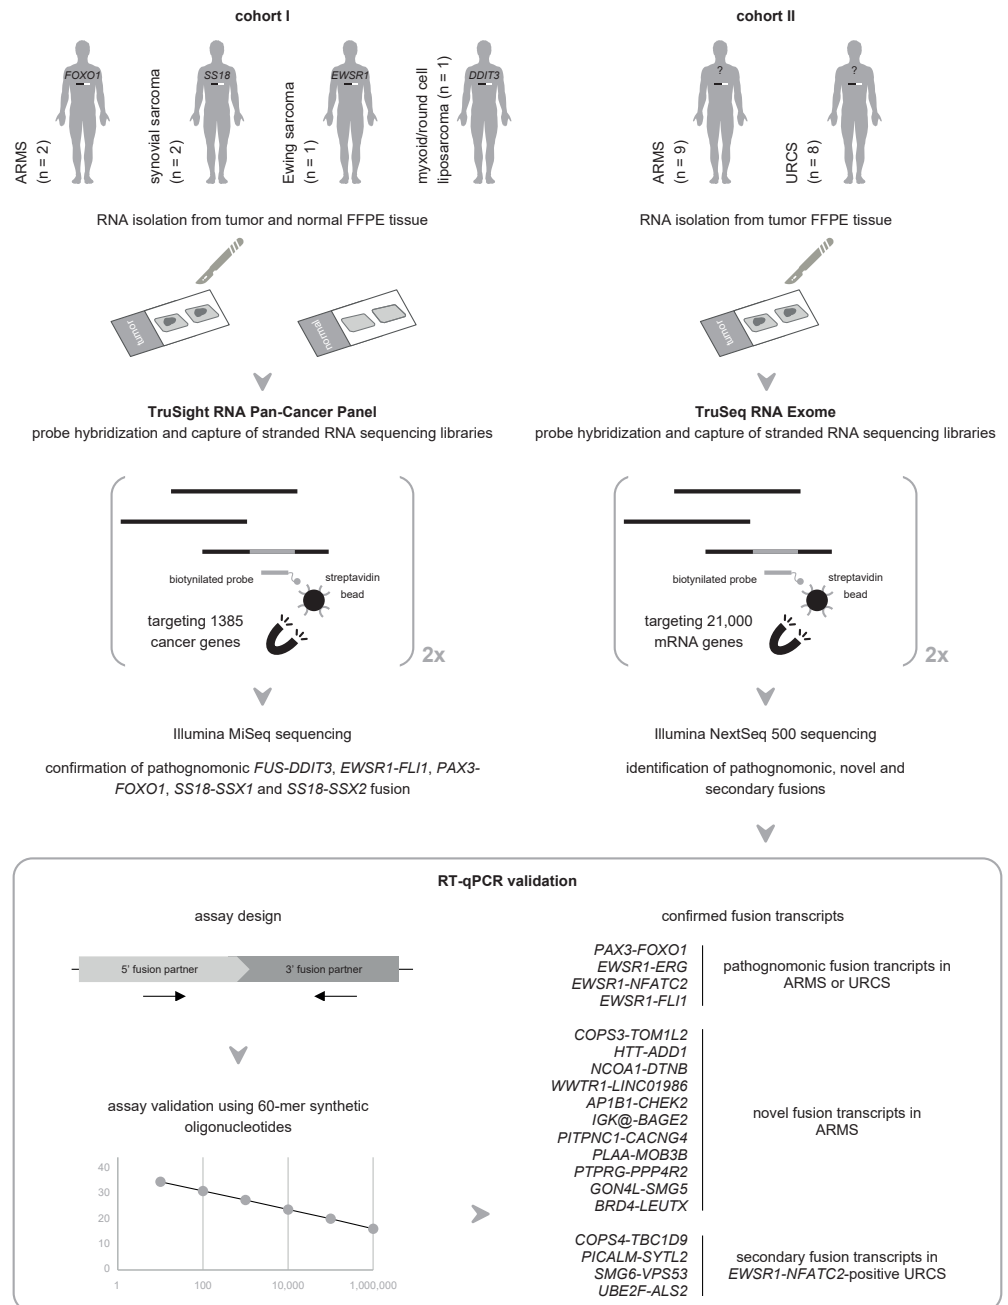 cohort I
cohort II
FOXO1
SS18
EWSR1
DDIT3
?
?
ARMS
(n = 2)
synovial sarcoma
(n = 2)
Ewing sarcoma
(n = 1)
myxoid/round cell
liposarcoma (n = 1)
ARMS
(n = 9)
URCS
(n = 8)
RNA isolation from tumor and normal FFPE tissue
RNA isolation from tumor FFPE tissue
tumor
normal
tumor
TruSight RNA Pan-Cancer Panel
probe hybridization and capture of stranded RNA sequencing libraries
TruSeq RNA Exome
probe hybridization and capture of stranded RNA sequencing libraries
biotynilated probe
streptavidin
bead
targeting 1385
cancer genes
2x
biotynilated probe
streptavidin
bead
targeting 21,000
mRNA genes
2x
Illumina MiSeq sequencing
confirmation of pathognomonic FUS-DDIT3, EWSR1-FLI1, PAX3-
FOXO1, SS18-SSX1 and SS18-SSX2 fusion
Illumina NextSeq 500 sequencing
identification of pathognomonic, novel and
secondary fusions
RT-qPCR validation
assay design
5' fusion partner
3' fusion partner
assay validation using 60-mer synthetic
oligonucleotides
40
30
20
10
0
1
100
10,000
1,000,000
confirmed fusion transcripts
PAX3-FOXO1
EWSR1-ERG
EWSR1-NFATC2
EWSR1-FLI1
pathognomonic fusion trancripts in
ARMS or URCS
COPS3-TOM1L2
HTT-ADD1
NCOA1-DTNB
WWTR1-LINC01986
AP1B1-CHEK2
IGK@-BAGE2
PITPNC1-CACNG4
PLAA-MOB3B
PTPRG-PPP4R2
GON4L-SMG5
BRD4-LEUTX
novel fusion transcripts in
ARMS
COPS4-TBC1D9
PICALM-SYTL2
SMG6-VPS53
UBE2F-ALS2
secondary fusion transcripts in
EWSR1-NFATC2-positive URCS